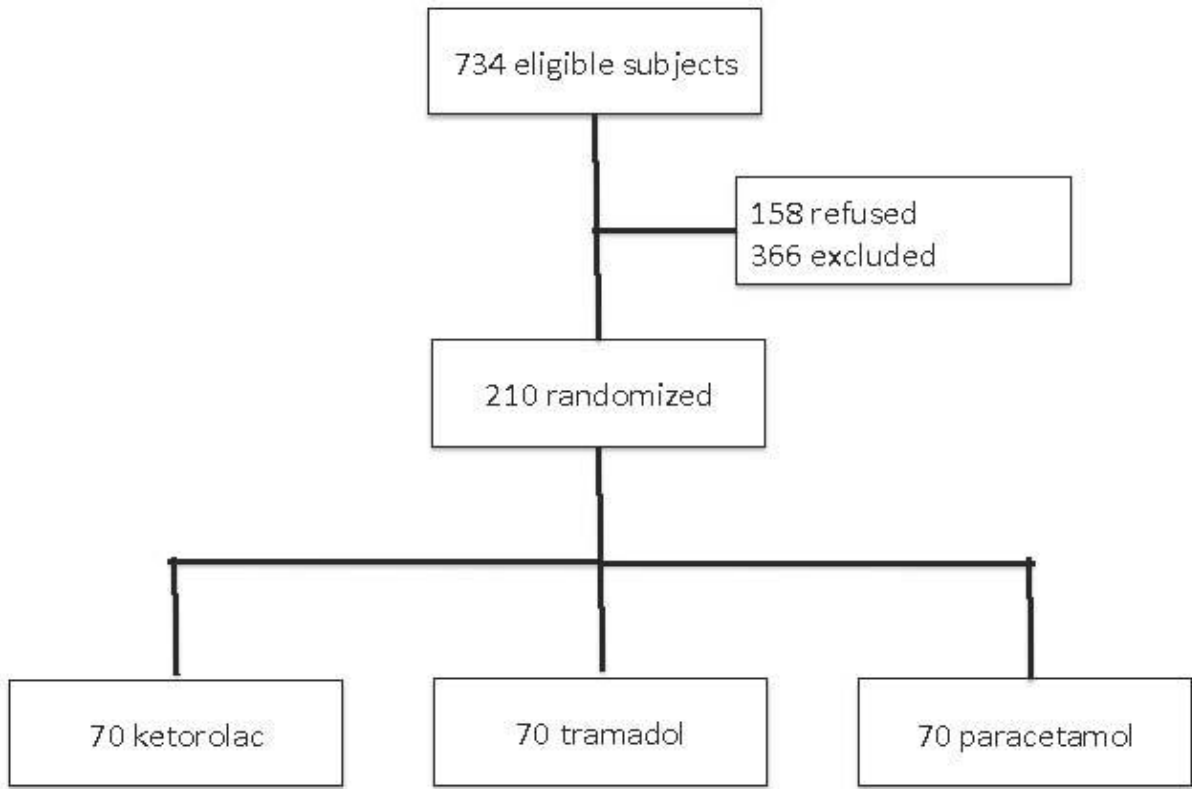 734 eligible subjects
158 refused
366 excluded
210 randomized
70 ketorolac
70 tramadol
70 paracetamol